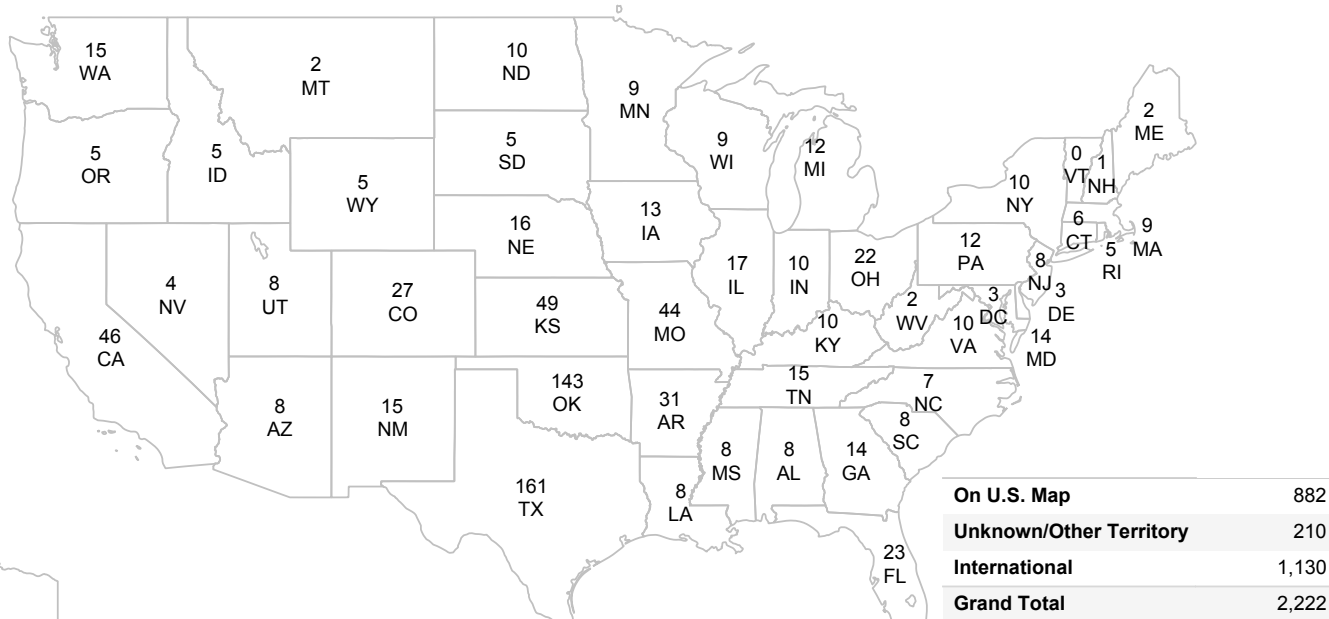 15
WA
2
MT
10
ND
9
MN
5
OR
5
ID
5
WY
5
SD
9
WI
12
MI
2
ME
0
VT
1
NH
10
NY
6
CT
9
MA
5
RI
16
NE
13
IA
4
NV
8
UT
27
CO
49
KS
44
MO
17
IL
10
IN
22
OH
12
PA
8
NJ
3
DE
3
DC
14
MD
2
WV
10
VA
10
KY
46
CA
8
AZ
15
NM
143
OK
31
AR
15
TN
7
NC
8
SC
161
TX
8
LA
8
MS
8
AL
14
GA
23
FL
On U.S. Map 882
Unknown/Other Territory 210
International 1,130
Grand Total 2,222